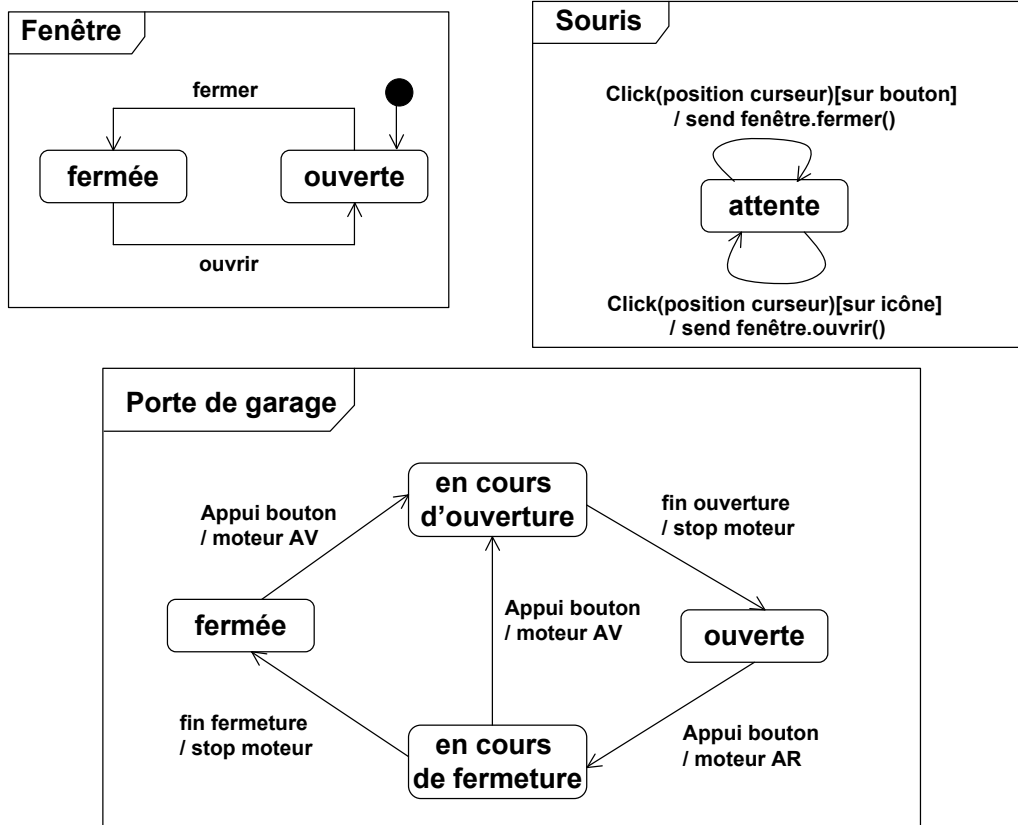 Fenêtre
fermer
fermée
ouverte
ouvrir
Souris
Click(position curseur)[sur bouton]
/ send fenêtre.fermer()
attente
Click(position curseur)[sur icône]
/ send fenêtre.ouvrir()
Porte de garage
en cours
d’ouverture
Appui bouton
/ moteur AV
fin ouverture
/ stop moteur
fermée
Appui bouton
/ moteur AV
ouverte
fin fermeture
/ stop moteur
en cours
de fermeture
Appui bouton
/ moteur AR